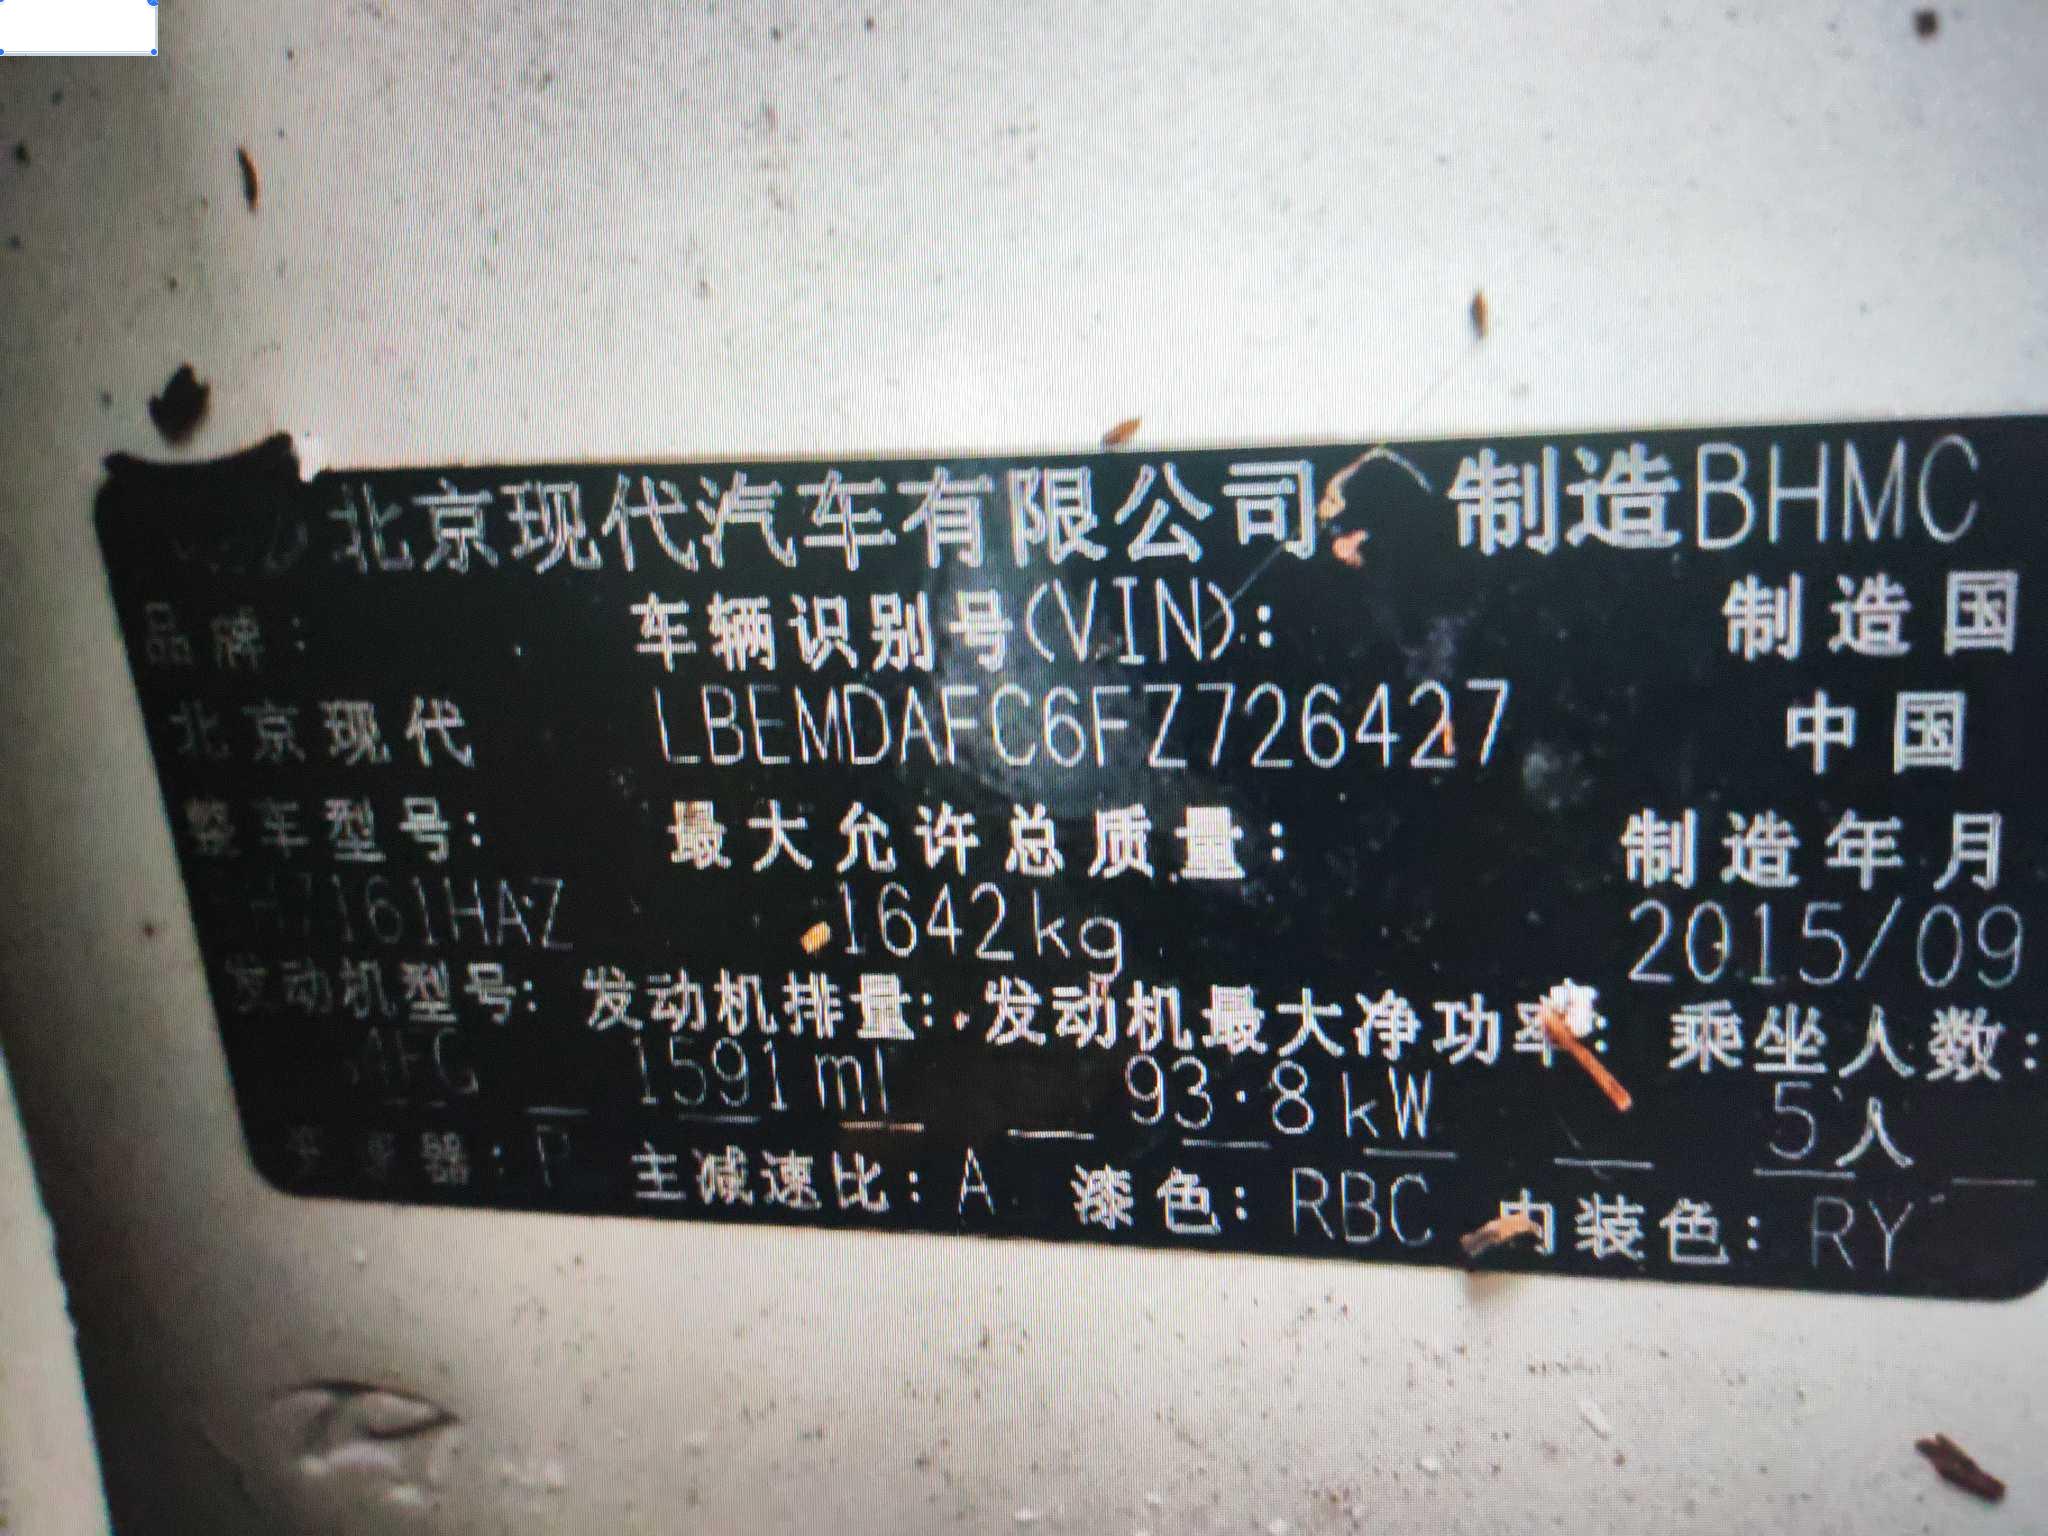 北京现代汽车有限公司 制造BHMC
品牌: 车辆识别号(VIN): 制造国
北京现代 LBEMDAFC6FZ726427 中国
整车型号: 最大允许总质量: 制造年月
H7161HAZ 1642kg 2015/09
发动机型号: 发动机排量: 发动机最大净功率: 乘坐人数:
4FC 1591ml 93.8kW 5人
器: P 主减速比: A 漆色: RBC 内装色: RY